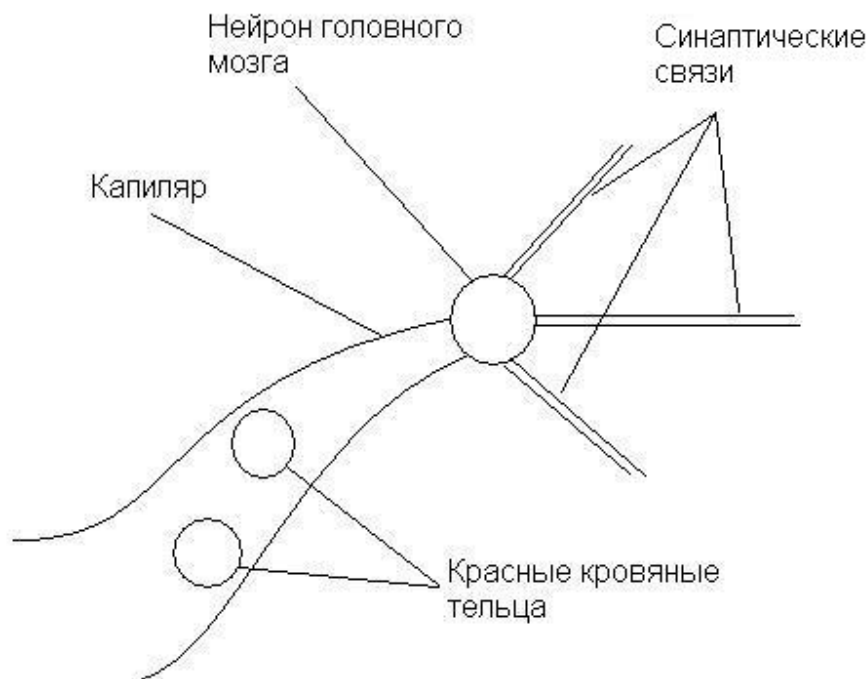 Нейрон головного
мозга
Синаптические
связи
Капиляр
Красные кровяные
тельца